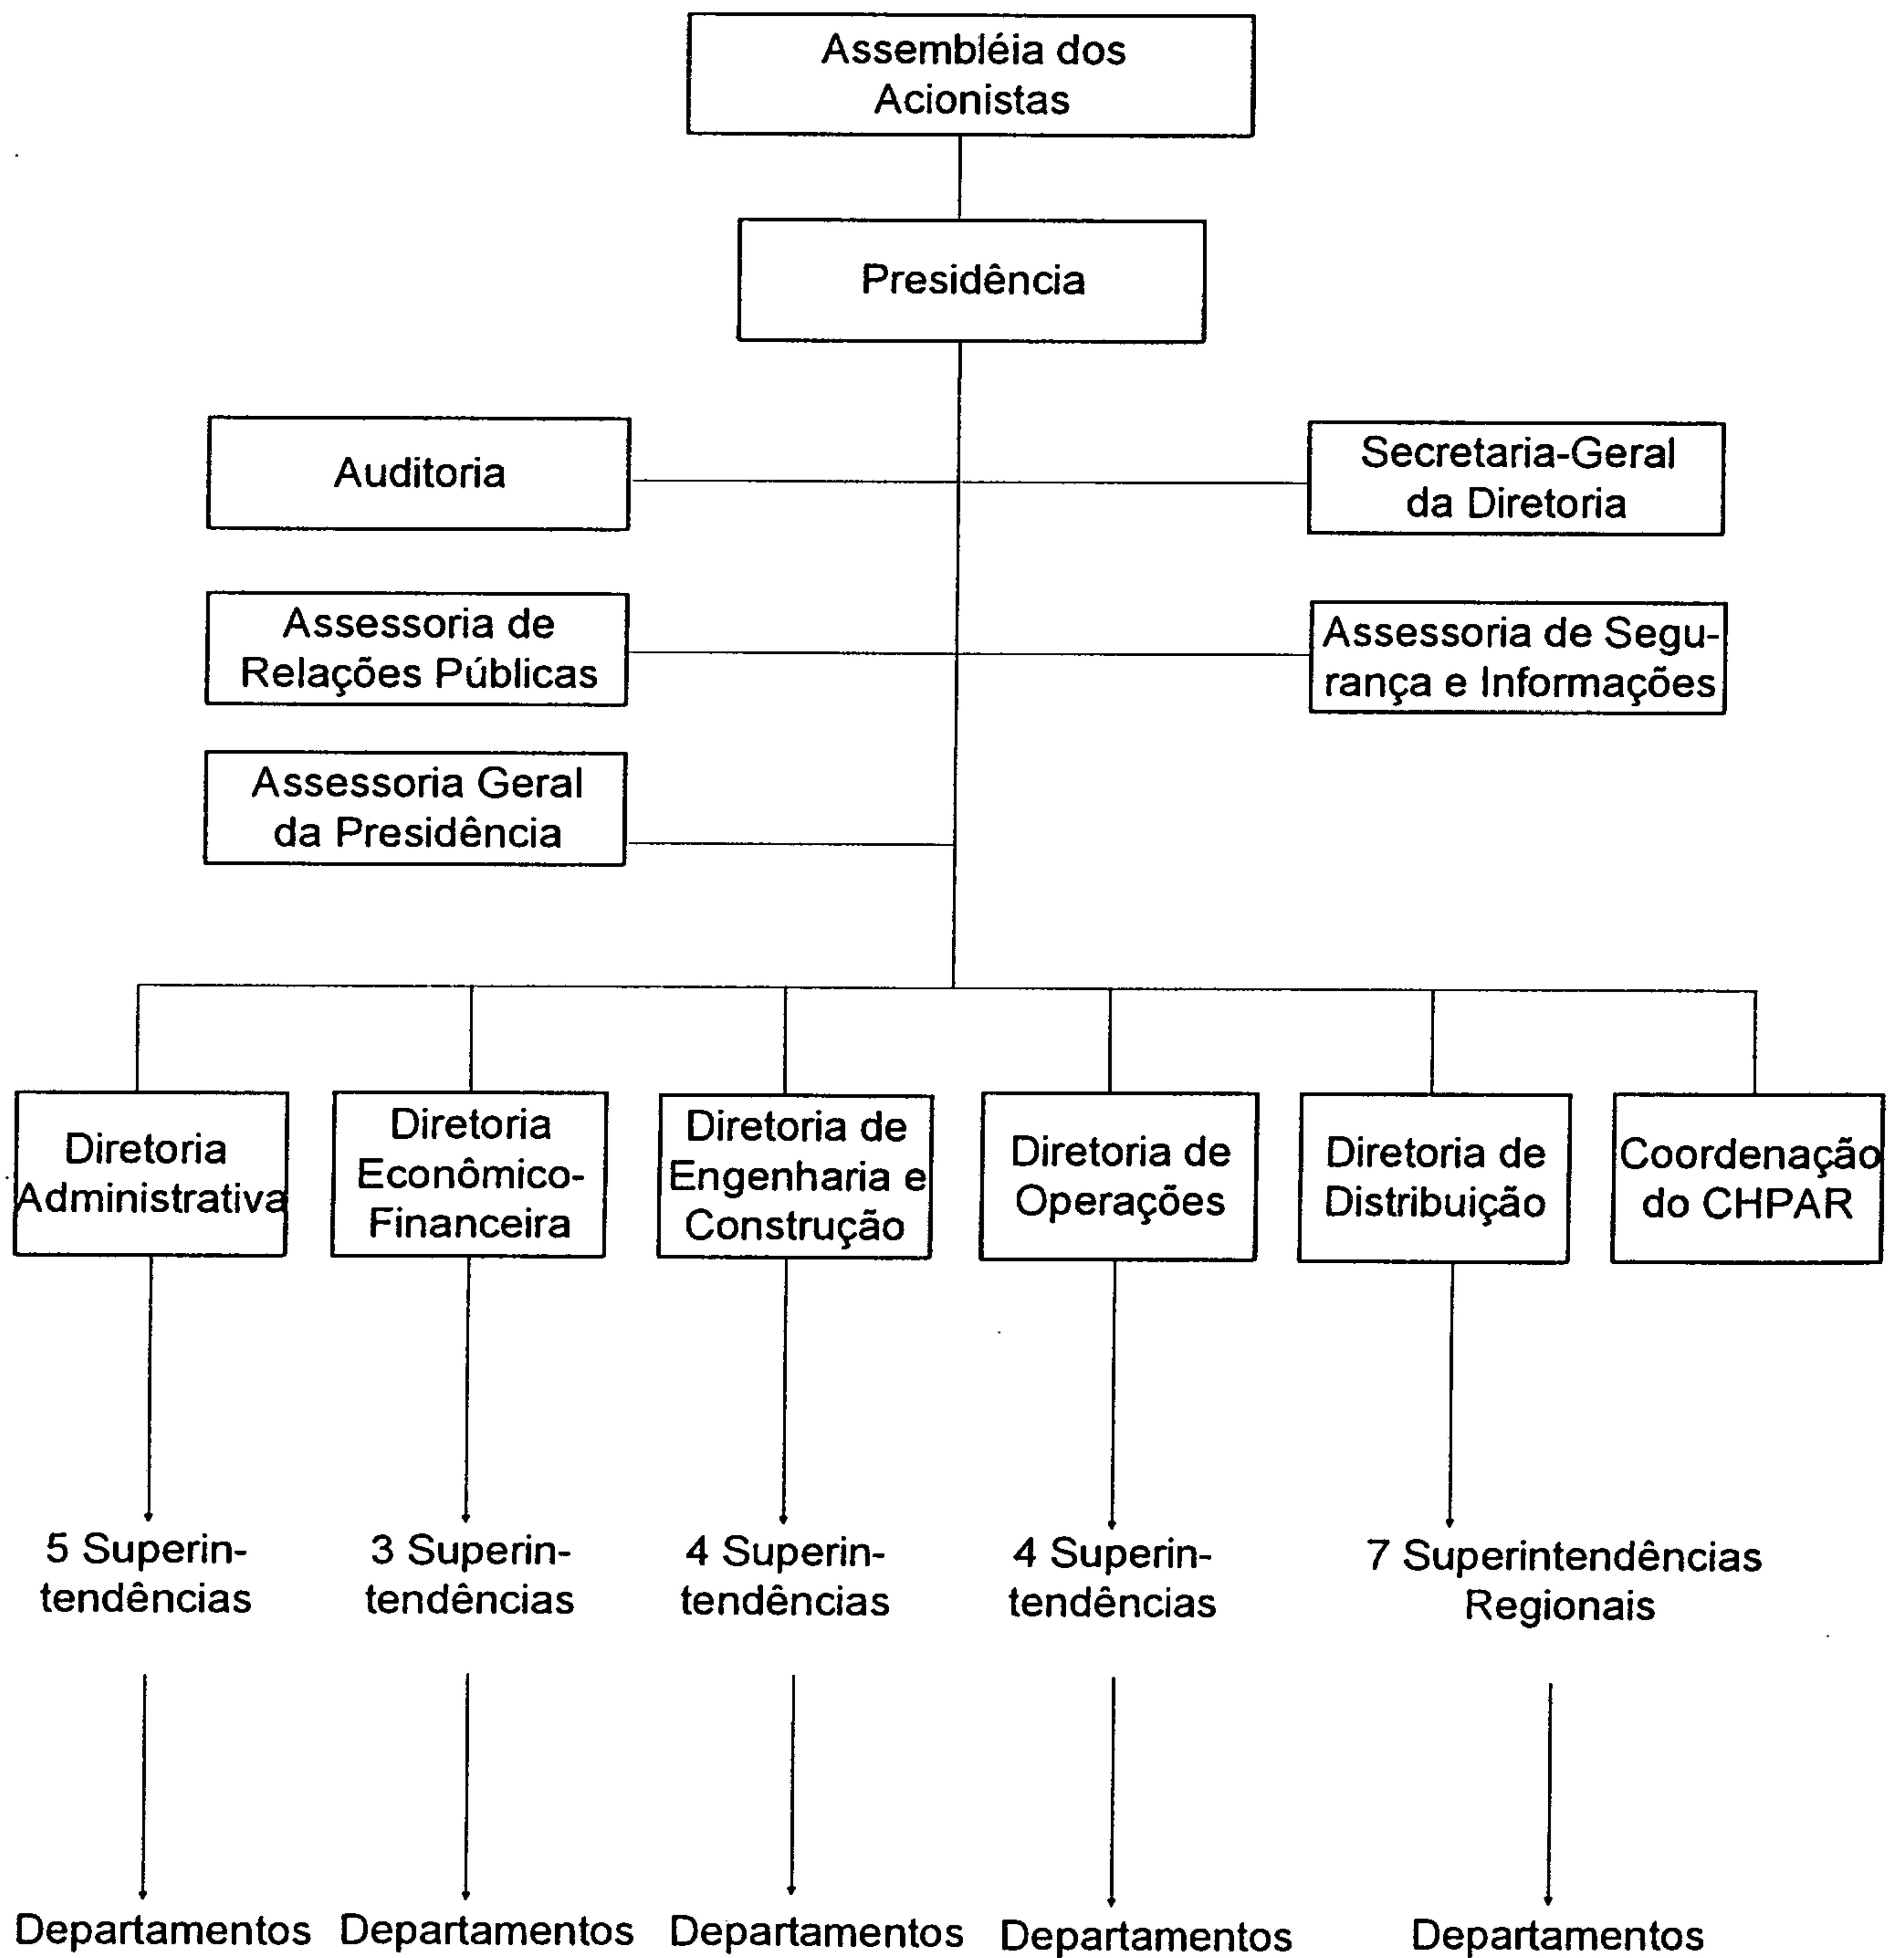 Assembléia dos
Acionistas
Presidência
Auditoria
Secretaria-Geral
da Diretoria
Assessoria de
Relações Públicas
Assessoria de Segu-
rança e Informações
Assessoria Geral
da Presidência
Diretoria
Administrativa
Diretoria
Econômico-
Financeira
Diretoria de
Engenharia e
Construção
Diretoria de
Operações
Diretoria de
Distribuição
Coordenação
do CHPAR
5 Superin-
tendências
3 Superin-
tendências
4 Superin-
tendências
4 Superin-
tendências
7 Superintendências
Regionais
Departamentos
Departamentos
Departamentos
Departamentos
Departamentos